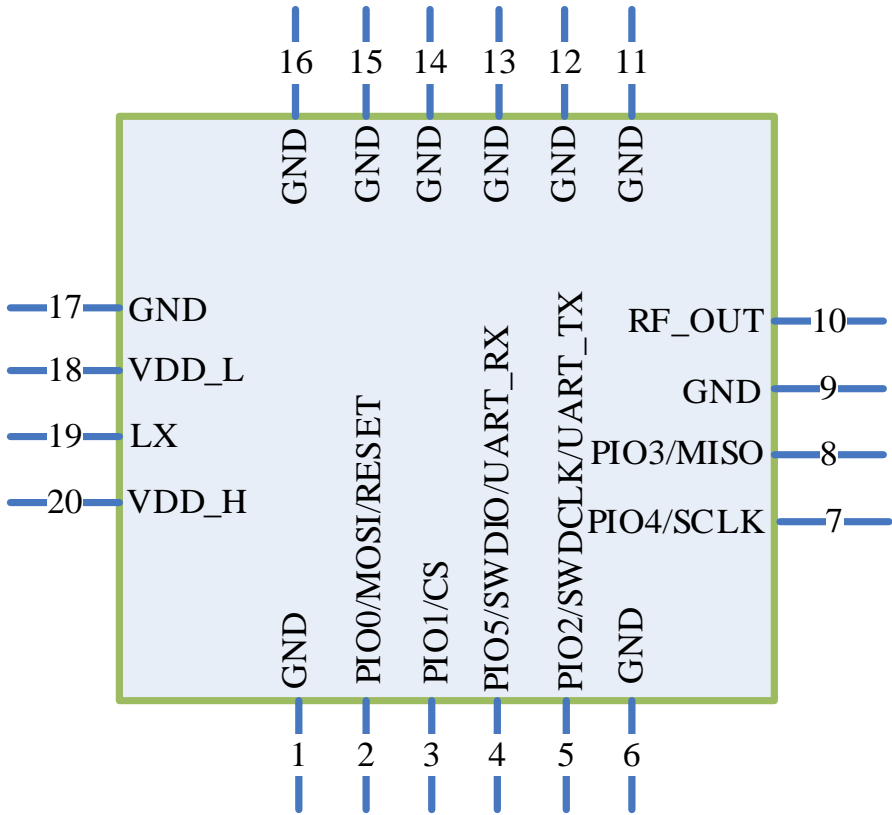 16 15 14 13 12 11
GND GND GND GND GND GND
17 GND
18 VDD_L
19 LX
20 VDD_H
RF_OUT 10
GND 9
PIO3/MISO 8
PIO4/SCLK 7
GND
PIO0/MOSI/RESET
PIO1/CS
PIO5/SWDIO/UART_RX
PIO2/SWDCLK/UART_TX
GND
1 2 3 4 5 6